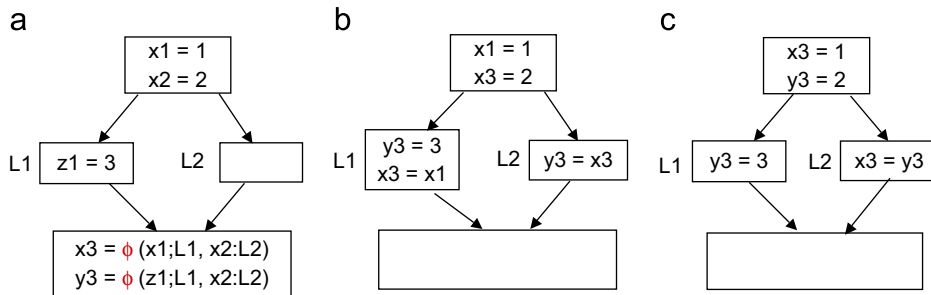 a
x1 = 1
x2 = 2
L1
z1 = 3
L2
x3 = ϕ (x1;L1, x2:L2)
y3 = ϕ (z1;L1, x2:L2)
b
x1 = 1
x3 = 2
L1
y3 = 3
x3 = x1
L2
y3 = x3
c
x3 = 1
y3 = 2
L1
y3 = 3
L2
x3 = y3